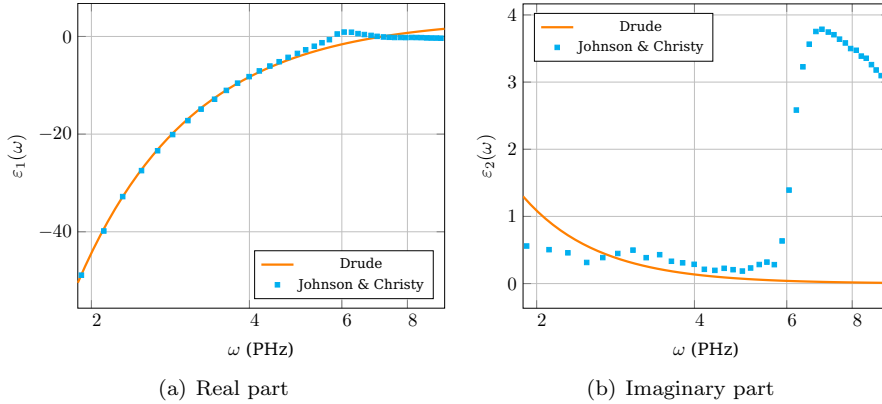 0
−20
−40
ε₁(ω)
Drude
Johnson & Christy
2
4
6
8
ω (PHz)
(a) Real part
4
3
2
1
0
ε₂(ω)
Drude
Johnson & Christy
2
4
6
8
ω (PHz)
(b) Imaginary part